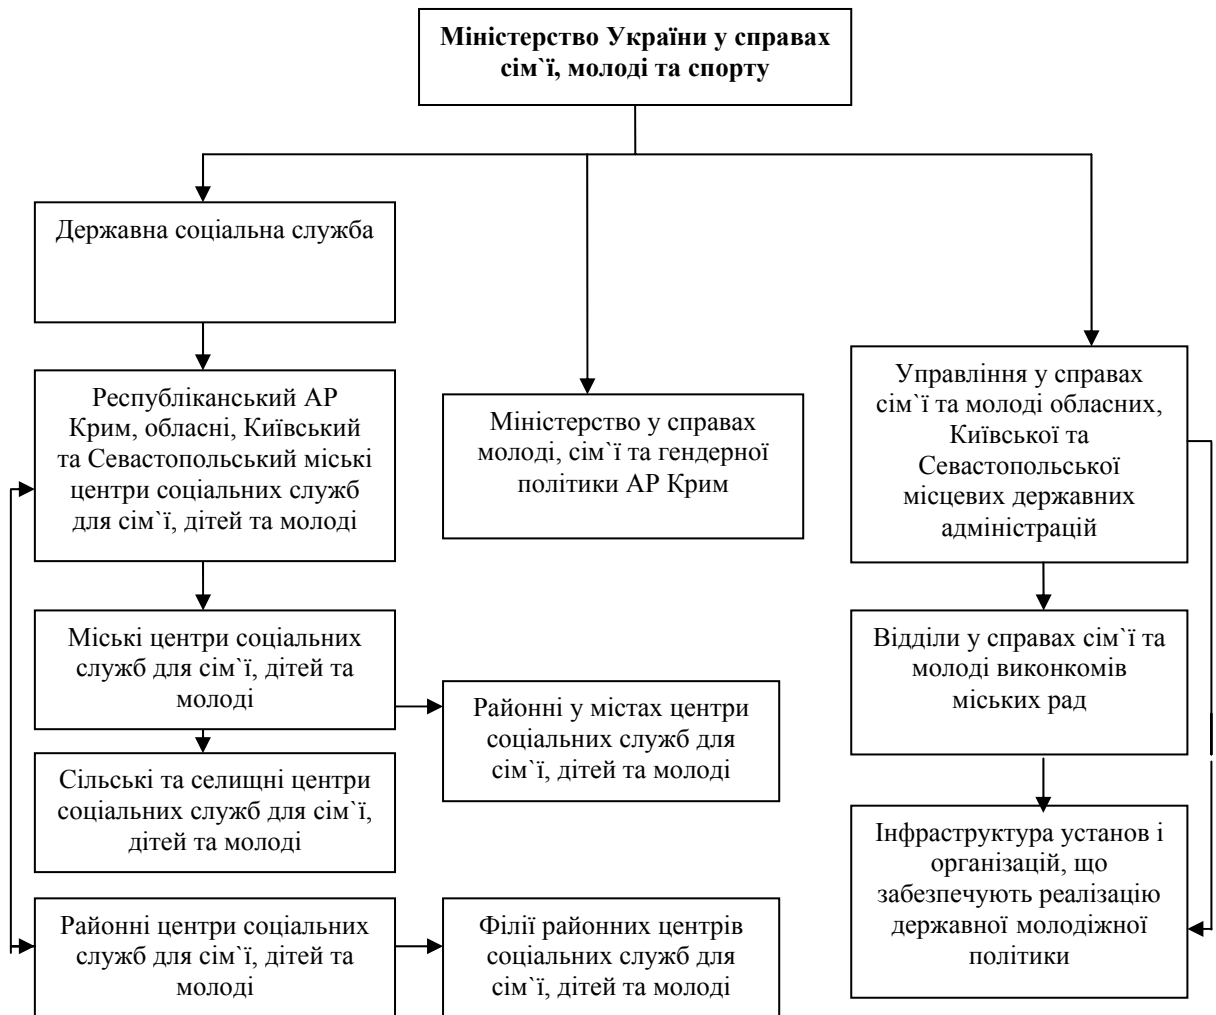 Міністерство України у справах
сім`ї, молоді та спорту
Державна соціальна служба
Республіканський АР
Крим, обласні, Київський
та Севастопольський міські
центри соціальних служб
для сім`ї, дітей та молоді
Міністерство у справах
молоді, сім`ї та гендерної
політики АР Крим
Управління у справах
сім`ї та молоді обласних,
Київської та
Севастопольської
місцевих державних
адміністрацій
Міські центри соціальних
служб для сім`ї, дітей та
молоді
Відділи у справах сім`ї та
молоді виконкомів
міських рад
Районні у містах центри
соціальних служб для
сім`ї, дітей та молоді
Сільські та селищні центри
соціальних служб для сім`ї,
дітей та молоді
Інфраструктура установ і
організацій, що
забезпечують реалізацію
державної молодіжної
політики
Районні центри соціальних
служб для сім`ї, дітей та
молоді
Філії районних центрів
соціальних служб для
сім`ї, дітей та молоді